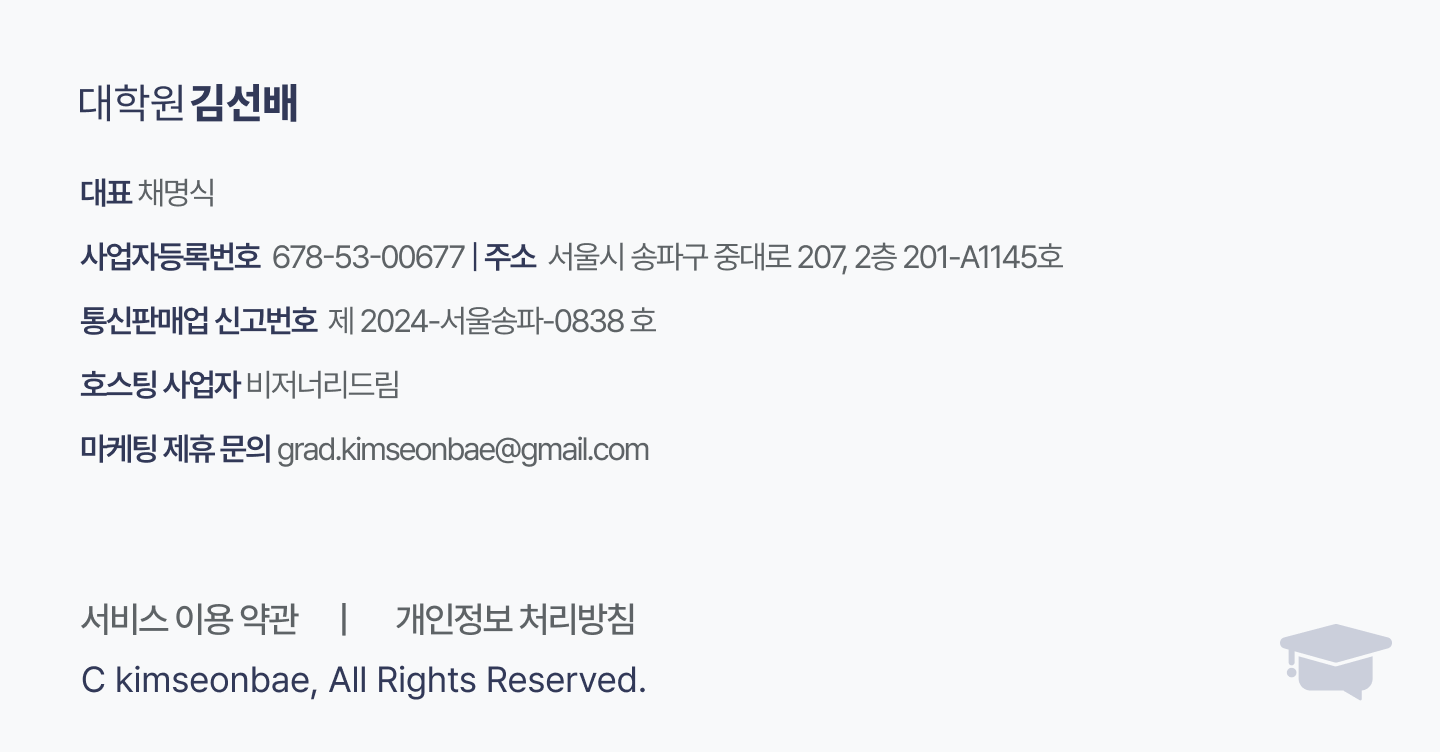 대학원 김선배
대표 채명식
사업자등록번호 678-53-00677 | 주소 서울시 송파구 중대로 207, 2층 201-A1145호
통신판매업 신고번호 제 2024-서울송파-0838 호
호스팅 사업자 비저너리드림
마케팅 제휴 문의 grad.kimseonbae@gmail.com
서비스 이용 약관 | 개인정보 처리방침
C kimseonbae, All Rights Reserved.